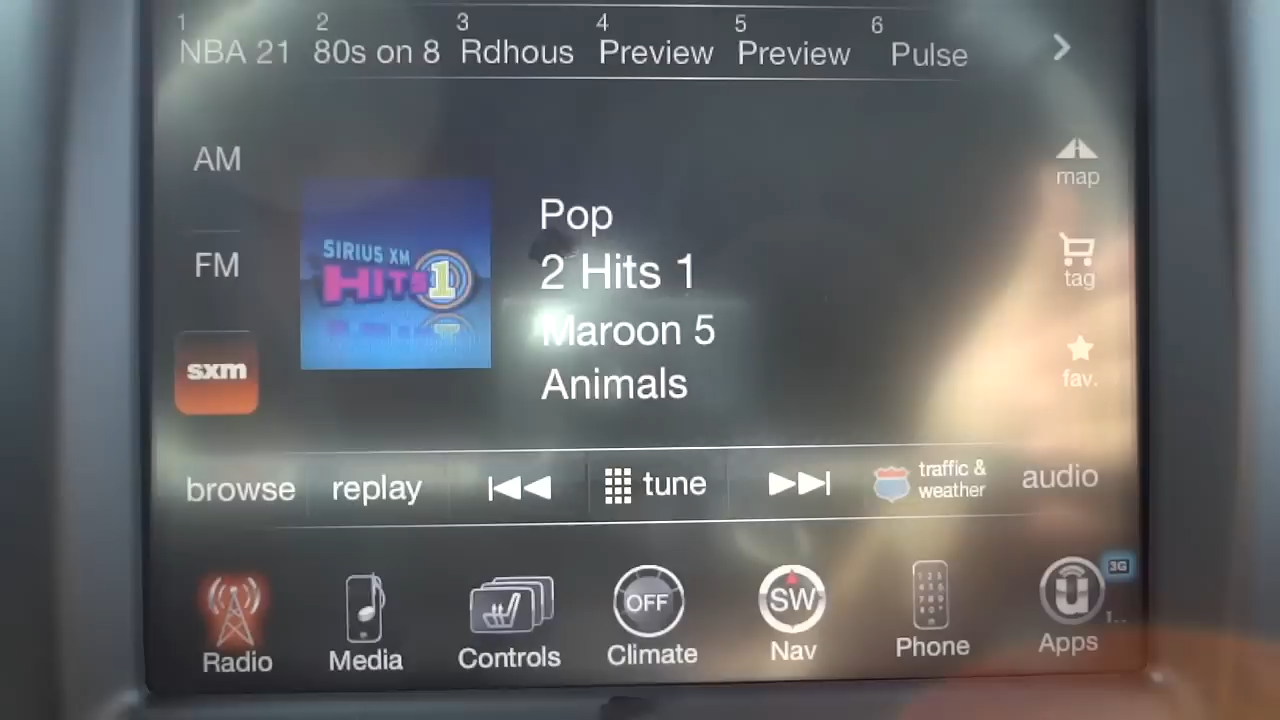 1 2 3 4 5 6
NBA 21 80s on 8 Rdhous Preview Preview Pulse
AM
map
Pop
SIRIUS XM
HITS 1
2 Hits 1
FM
tag
Maroon 5
sxm
fav.
Animals
browse replay tune traffic & weather audio
OFF SW 3G
Radio Media Controls Climate Nav Phone Apps